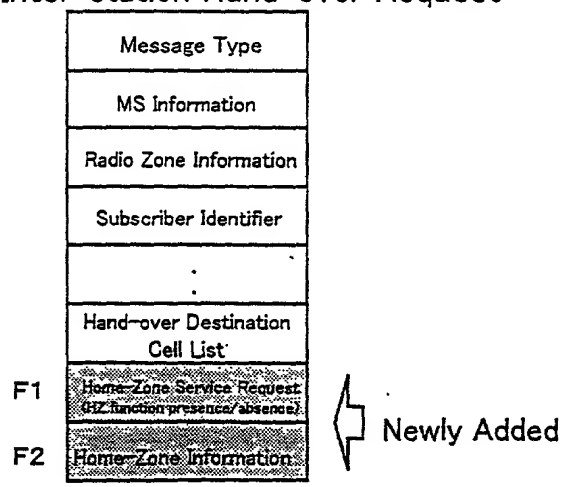 Inter-Station Hand-over Request
Message Type
MS Information
Radio Zone Information
Subscriber Identifier
:
Hand-over Destination
Cell List
F1
Home-Zone Service Request
(HZ function presence/absence)
Newly Added
F2
Home-Zone Information